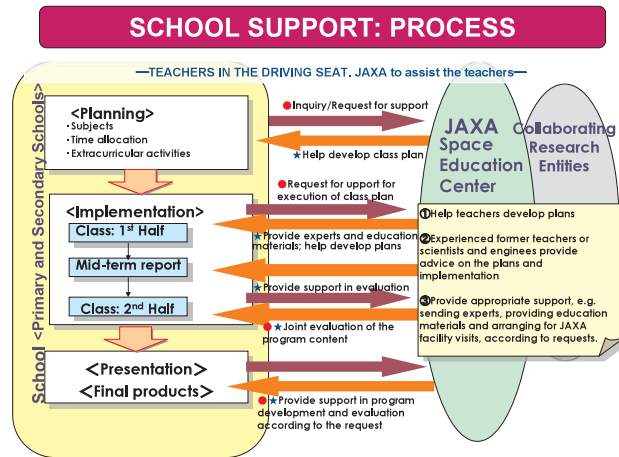 SCHOOL SUPPORT: PROCESS
—TEACHERS IN THE DRIVING SEAT. JAXA to assist the teachers—
School <Primary and Secondary Schools>
<Planning>
・Subjects
・Time allocation
・Extracurricular activities
●Inquiry/Request for support
★Help develop class plan
JAXA
Space
Education
Center
Collaborating
Research
Entities
<Implementation>
Class: 1st Half
Mid-term report
Class: 2nd Half
●Request for upport for
execution of class plan
★Provide experts and education
materials; help develop plans
★Provide support in evaluation
●★Joint evaluation of the
program content
①Help teachers develop plans
②Experienced former teachers or
scientists and enginees provide
advice on the plans and
implementation
③Provide appropriate support, e.g.
sending experts, providing education
materials and arranging for JAXA
facility visits, according to requests.
<Presentation>
<Final products>
●★Provide support in program
development and evaluation
according to the request